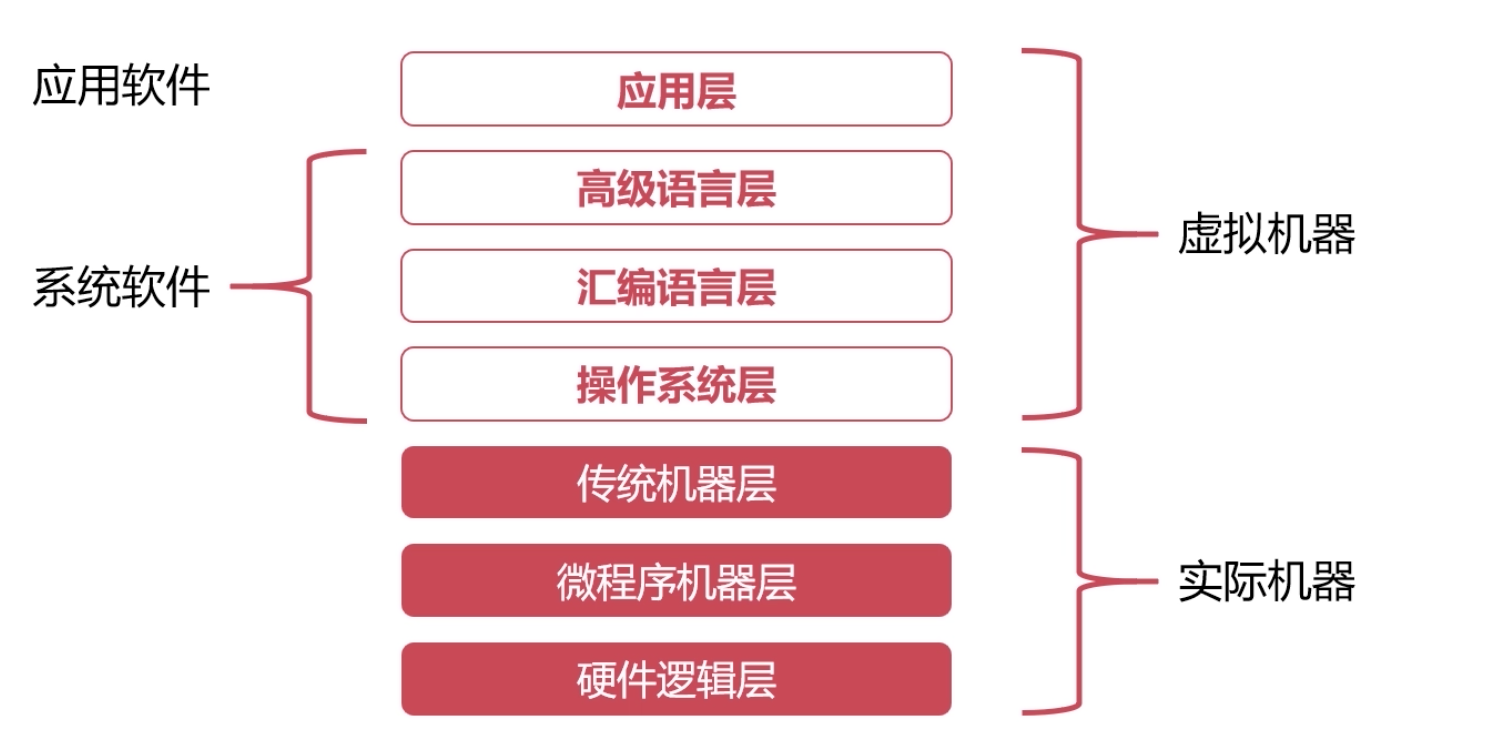 应用软件
应用层
高级语言层
汇编语言层
系统软件
操作系统层
虚拟机器
传统机器层
微程序机器层
硬件逻辑层
实际机器